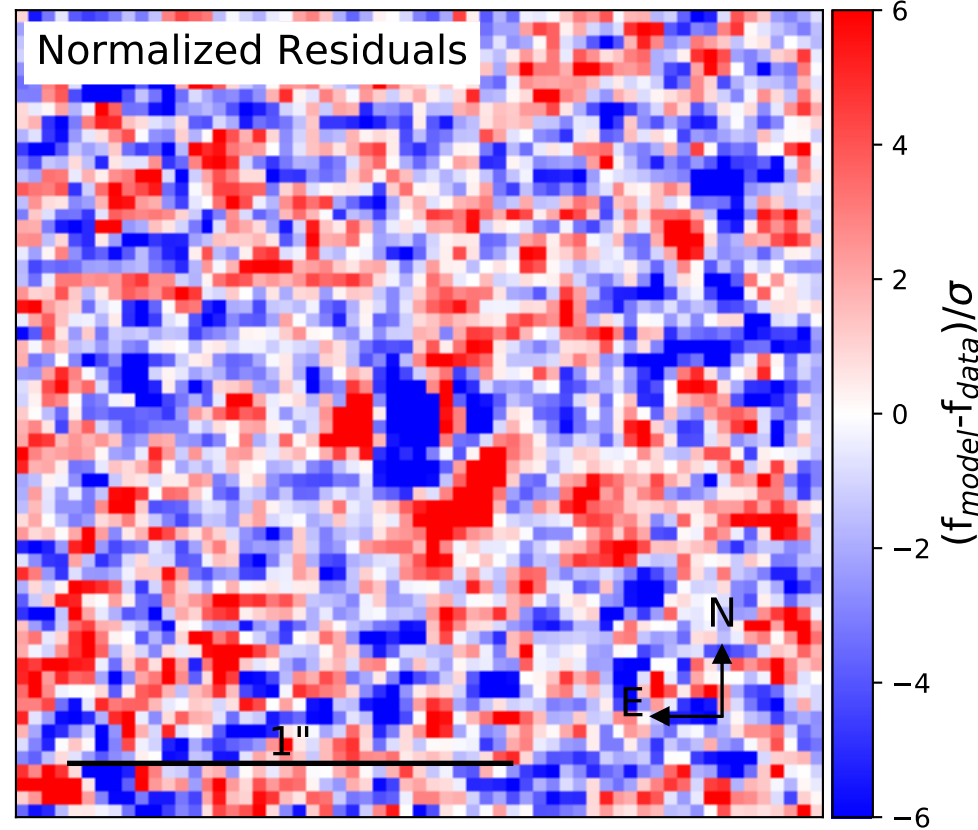 Normalized Residuals
6
4
2
0
−2
−4
−6
(f_model-f_data)/σ
N
E
1"